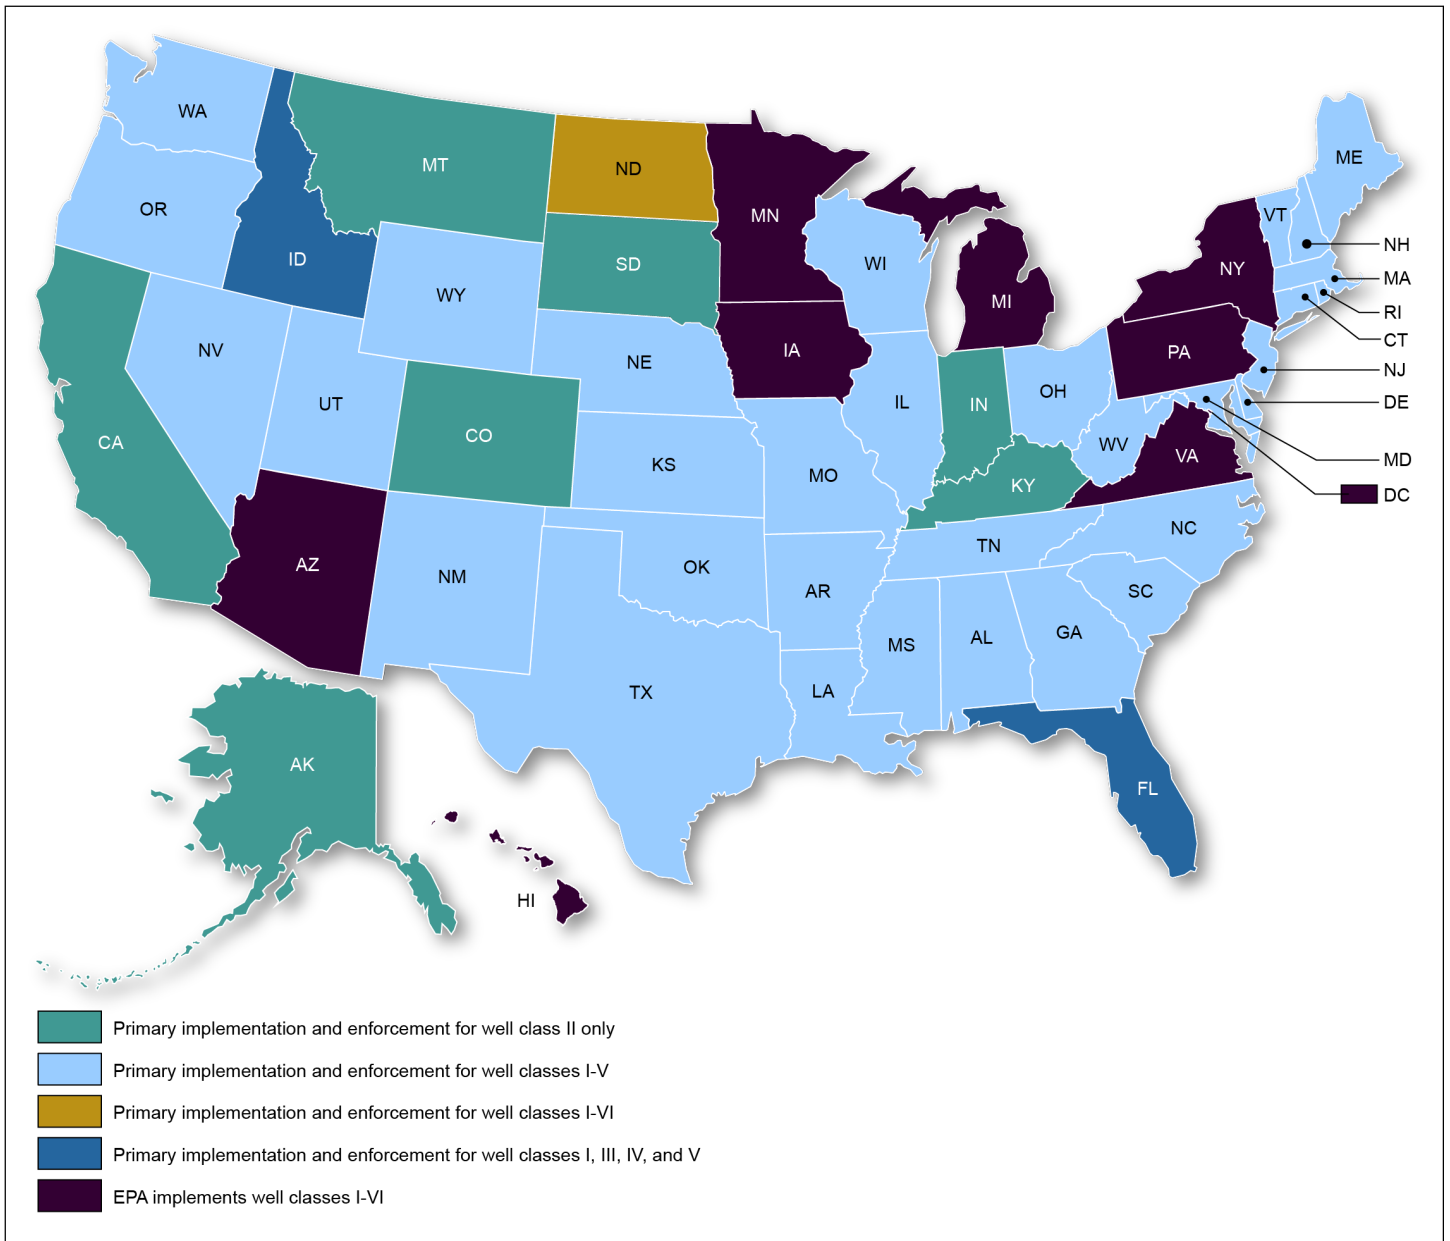 WA
MT
ND
ME
OR
MN
VT
ID
SD
WI
NY
NH
WY
MI
MA
RI
NV
NE
IA
PA
CT
UT
IL
IN
OH
NJ
CA
CO
DE
KS
MO
WV
VA
MD
KY
DC
AZ
NM
OK
AR
TN
NC
SC
MS
AL
GA
TX
LA
AK
FL
HI
Primary implementation and enforcement for well class II only
Primary implementation and enforcement for well classes I-V
Primary implementation and enforcement for well classes I-VI
Primary implementation and enforcement for well classes I, III, IV, and V
EPA implements well classes I-VI